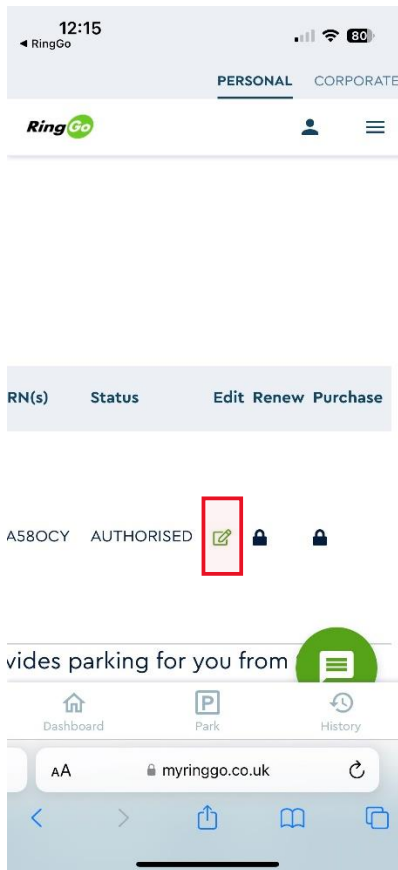 12:15
◀ RingGo
80
PERSONAL CORPORATE
RingGo
RN(s) Status Edit Renew Purchase
A58OCY AUTHORISED
vides parking for you from
Dashboard Park History
P
AA myringgo.co.uk